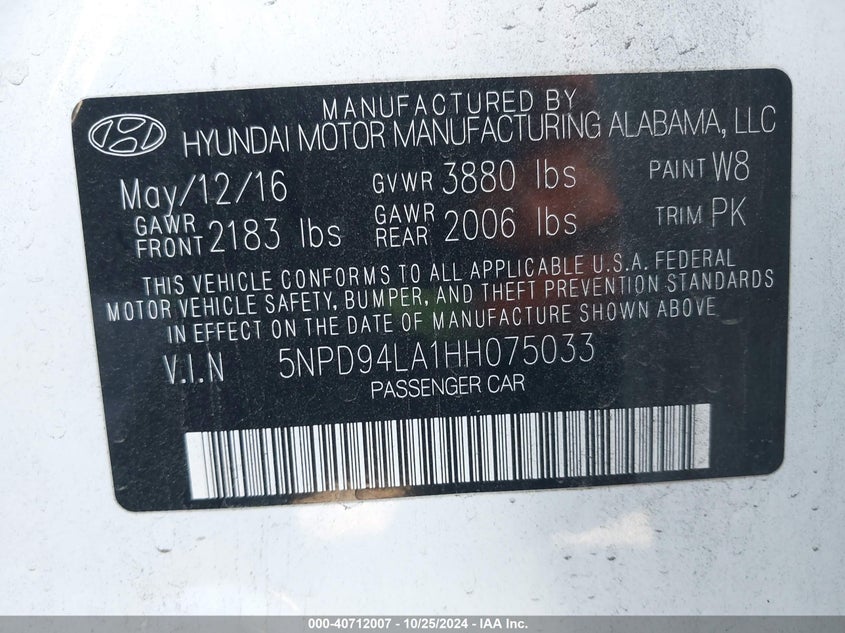 MANUFACTURED BY
HYUNDAI MOTOR MANUFACTURING ALABAMA, LLC
May/12/16 GVWR 3880 lbs PAINT W8
GAWR FRONT 2183 lbs GAWR REAR 2006 lbs TRIM PK
THIS VEHICLE CONFORMS TO ALL APPLICABLE U.S.A. FEDERAL
MOTOR VEHICLE SAFETY, BUMPER, AND THEFT PREVENTION STANDARDS
IN EFFECT ON THE DATE OF MANUFACTURE SHOWN ABOVE
V.I.N 5NPD94LA1HH075033
PASSENGER CAR
000-40712007 - 10/25/2024 - IAA Inc.